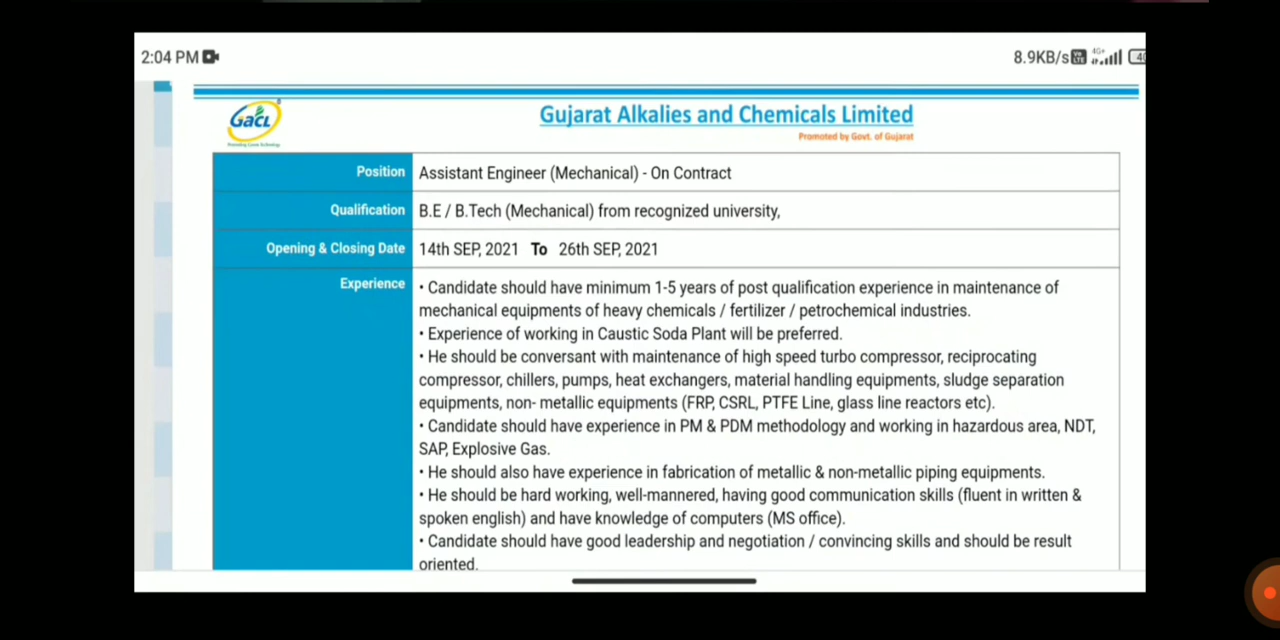 2:04 PM
8.9KB/s Vo LTE 4G+
Gujarat Alkalies and Chemicals Limited
GACL
Promoted by Govt. of Gujarat
Position Assistant Engineer (Mechanical) - On Contract
Qualification B.E / B.Tech (Mechanical) from recognized university,
Opening & Closing Date 14th SEP, 2021 To 26th SEP, 2021
Experience • Candidate should have minimum 1-5 years of post qualification experience in maintenance of
mechanical equipments of heavy chemicals / fertilizer / petrochemical industries.
• Experience of working in Caustic Soda Plant will be preferred.
• He should be conversant with maintenance of high speed turbo compressor, reciprocating
compressor, chillers, pumps, heat exchangers, material handling equipments, sludge separation
equipments, non- metallic equipments (FRP, CSRL, PTFE Line, glass line reactors etc).
• Candidate should have experience in PM & PDM methodology and working in hazardous area, NDT,
SAP, Explosive Gas.
• He should also have experience in fabrication of metallic & non-metallic piping equipments.
• He should be hard working, well-mannered, having good communication skills (fluent in written &
spoken english) and have knowledge of computers (MS office).
• Candidate should have good leadership and negotiation / convincing skills and should be result
oriented.